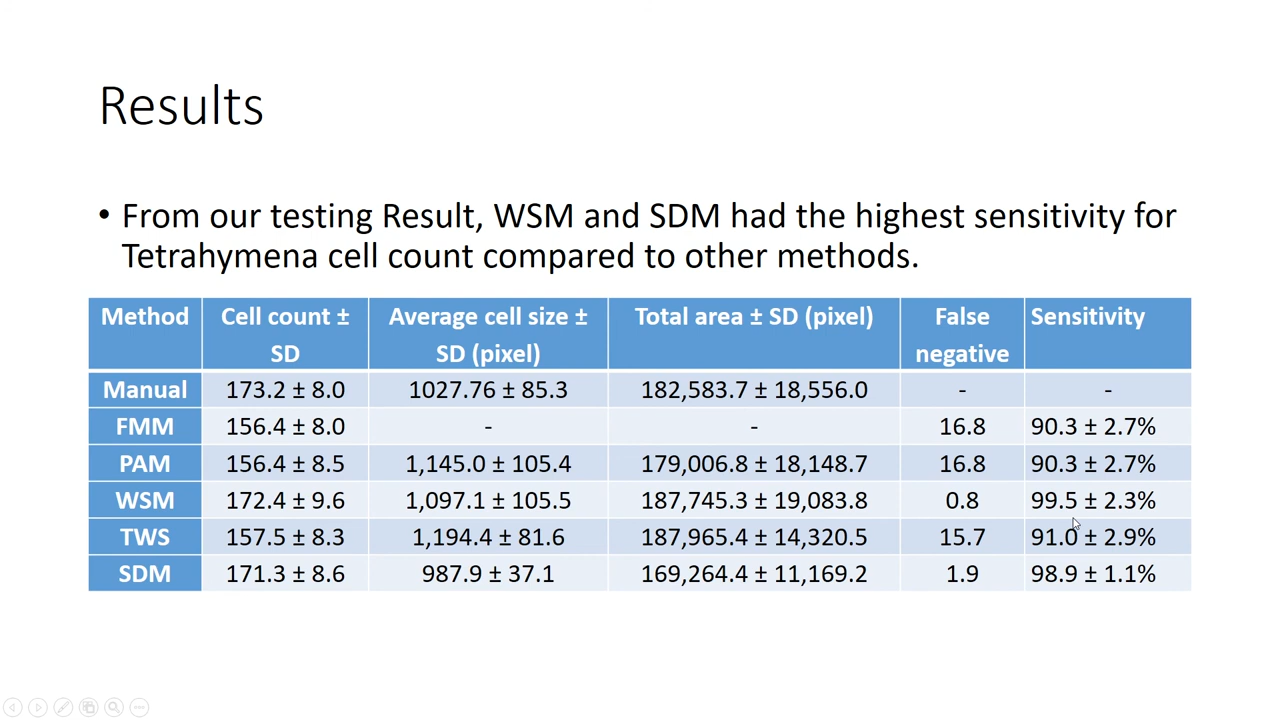 Results
• From our testing Result, WSM and SDM had the highest sensitivity for
Tetrahymena cell count compared to other methods.
Method Cell count ± SD Average cell size ± SD (pixel) Total area ± SD (pixel) False negative Sensitivity
Manual 173.2 ± 8.0 1027.76 ± 85.3 182,583.7 ± 18,556.0 - -
FMM 156.4 ± 8.0 - - 16.8 90.3 ± 2.7%
PAM 156.4 ± 8.5 1,145.0 ± 105.4 179,006.8 ± 18,148.7 16.8 90.3 ± 2.7%
WSM 172.4 ± 9.6 1,097.1 ± 105.5 187,745.3 ± 19,083.8 0.8 99.5 ± 2.3%
TWS 157.5 ± 8.3 1,194.4 ± 81.6 187,965.4 ± 14,320.5 15.7 91.0 ± 2.9%
SDM 171.3 ± 8.6 987.9 ± 37.1 169,264.4 ± 11,169.2 1.9 98.9 ± 1.1%